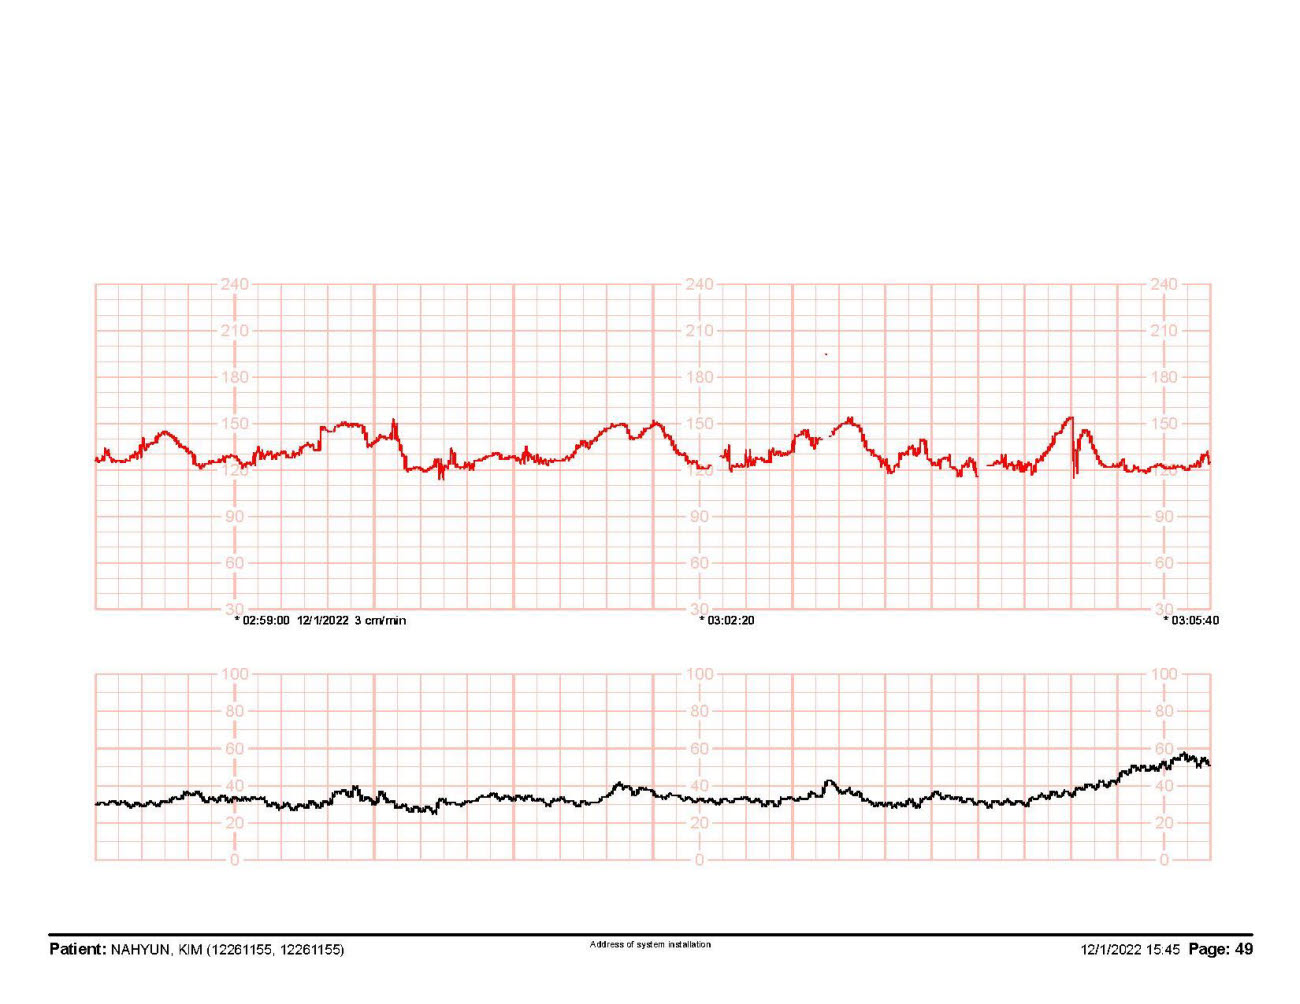 240 240 240
210 210 210
180 180 180
150 150 150
120 120 120
90 90 90
60 60 60
30 30 30
* 02:59:00 12/1/2022 3 cm/min * 03:02:20 * 03:05:40
100 100 100
80 80 80
60 60 60
40 40 40
20 20 20
0 0 0
Patient: NAHYUN, KIM (12261155, 12261155) Address of system installation 12/1/2022 15:45 Page: 49